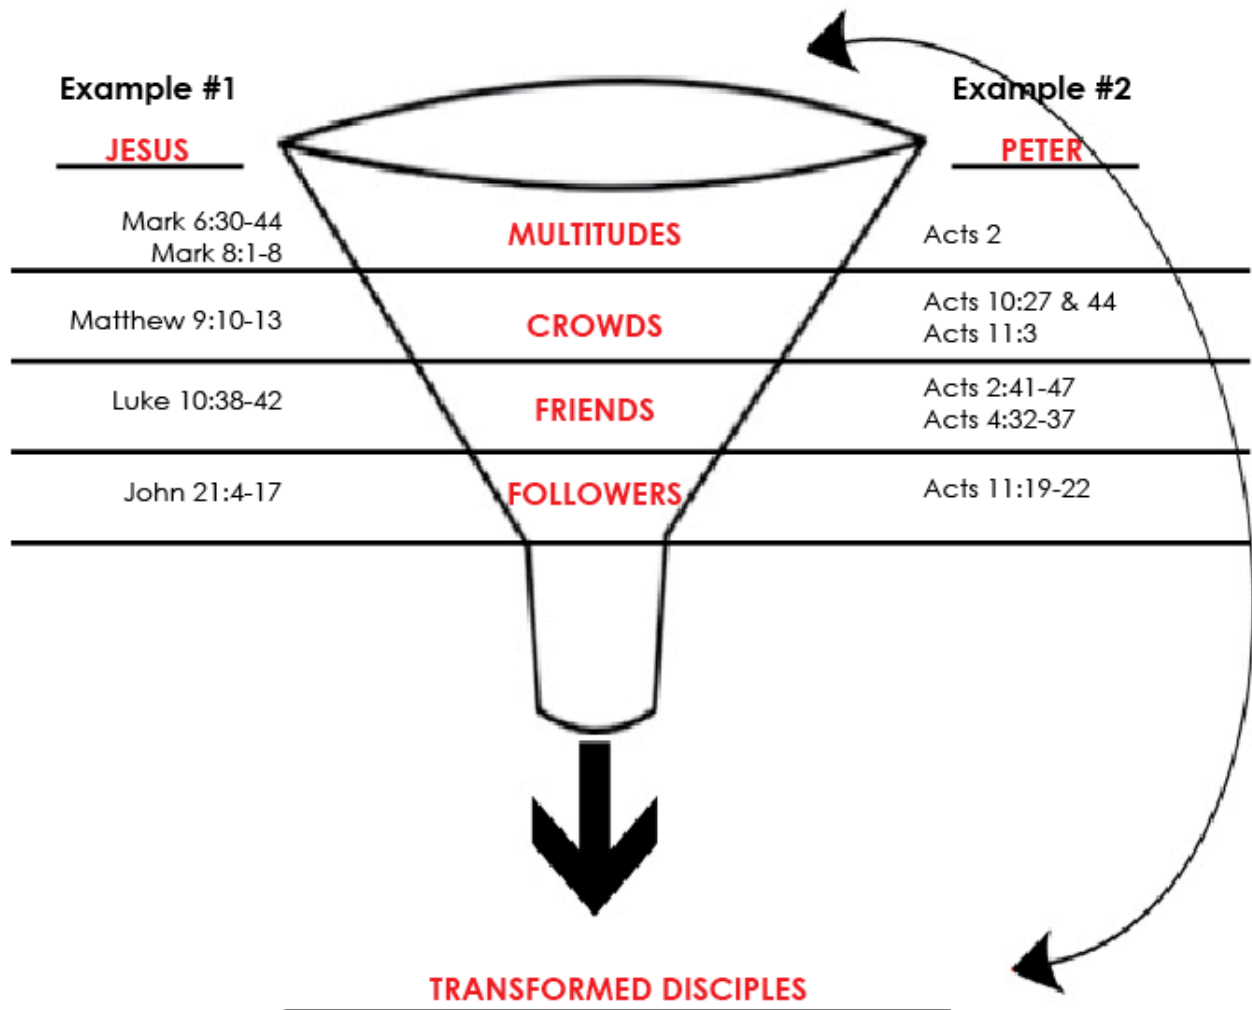 Example #1
Example #2
JESUS
PETER
Mark 6:30-44
Mark 8:1-8
MULTITUDES
Acts 2
Matthew 9:10-13
CROWDS
Acts 10:27 & 44
Acts 11:3
Luke 10:38-42
FRIENDS
Acts 2:41-47
Acts 4:32-37
John 21:4-17
FOLLOWERS
Acts 11:19-22
TRANSFORMED DISCIPLES